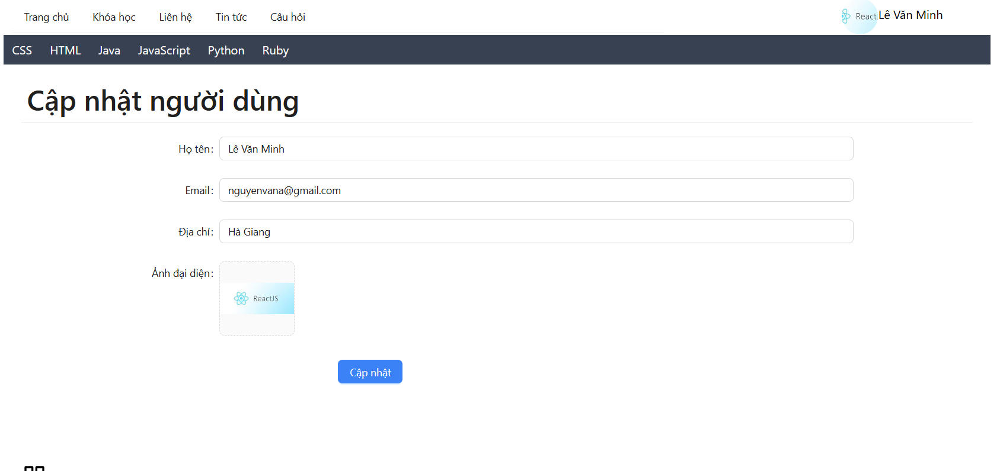 Trang chủ Khóa học Liên hệ Tin tức Câu hỏi React. Lê Văn Minh
CSS HTML Java JavaScript Python Ruby
Cập nhật người dùng
Họ tên: Lê Văn Minh
Email: nguyenvana@gmail.com
Địa chỉ: Hà Giang
Ảnh đại diện: ReactJS
Cập nhật